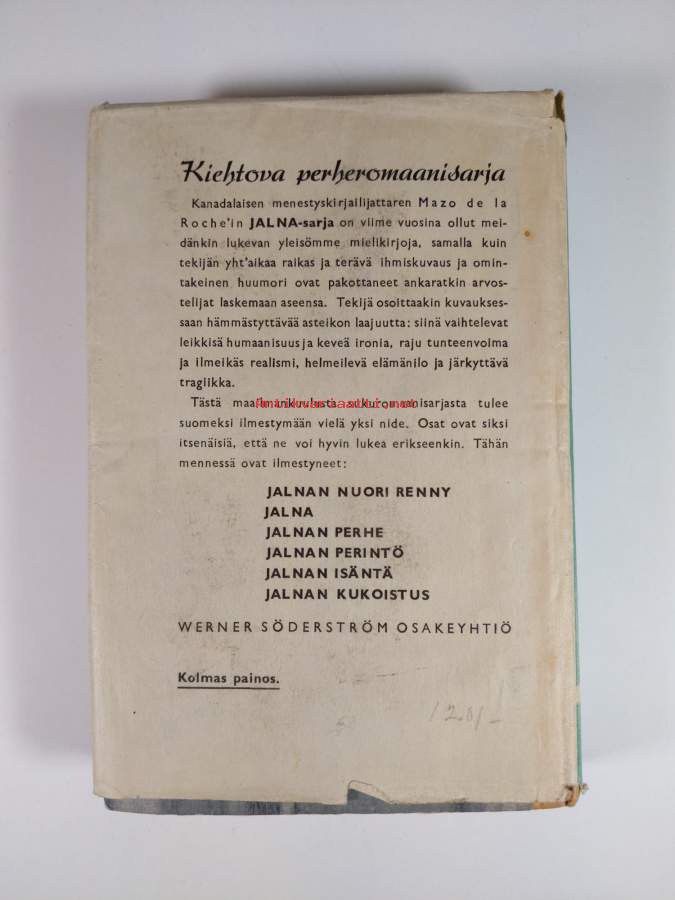 Kiehtova perheromaanisarja
Kanadalaisen menestyskirjailijattaren Mazo de la
Roche'in JALNA-sarja on viime vuosina ollut mei-
dänkin lukevan yleisömme mielikirjoja, samalla kuin
tekijän yht'aikaa raikas ja terävä ihmiskuvaus ja omin-
takeinen huumori ovat pakottaneet ankaratkin arvos-
telijat laskemaan aseensa. Tekijä osoittaakin kuvaukses-
saan hämmästyttävää asteikon laajuutta: siinä vaihtelevat
leikkisä humaanisuus ja keveä ironia, raju tunteenvoima
ja ilmeikäs realismi, helmeilevä elämänilo ja järkyttävä
tragiikka.
Tästä maailmankuulusta sukuromaanisarjasta tulee
Antikvariaatti.net
suomeksi ilmestymään vielä yksi nide. Osat ovat siksi
itsenäisiä, että ne voi hyvin lukea erikseenkin. Tähän
mennessä ovat ilmestyneet:
JALNAN NUORI RENNY
JALNA
JALNAN PERHE
JALNAN PERINTÖ
JALNAN ISÄNTÄ
JALNAN KUKOISTUS
WERNER SÖDERSTRÖM OSAKEYHTIÖ
Kolmas painos.